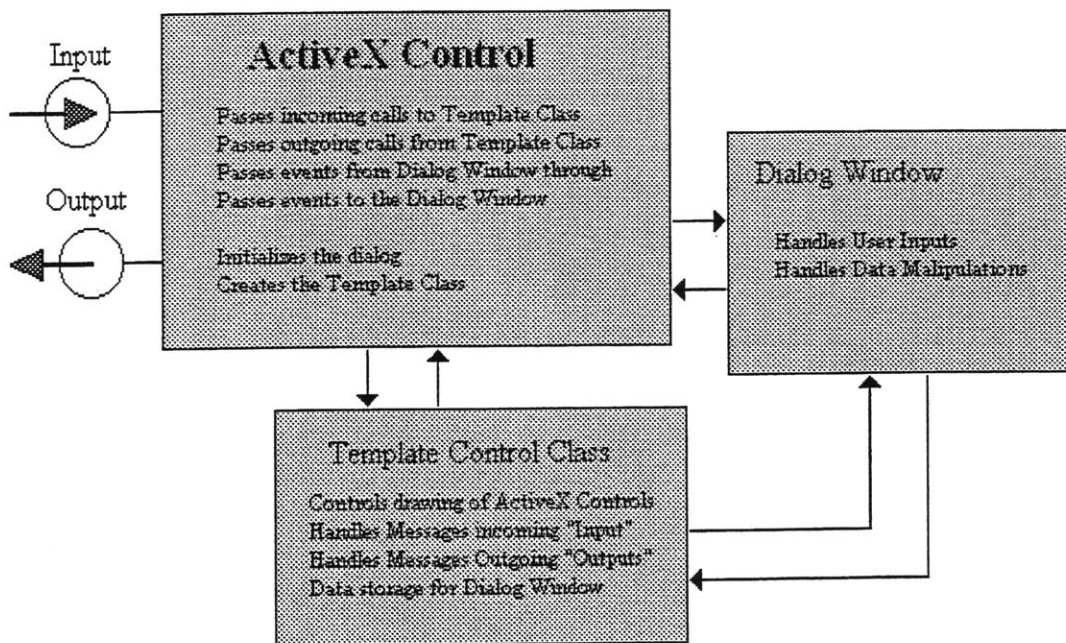 Input
Output
ActiveX Control
Passes incoming calls to Template Class
Passes outgoing calls from Template Class
Passes events from Dialog Window through
Passes events to the Dialog Window
Initializes the dialog
Creates the Template Class
Dialog Window
Handles User Inputs
Handles Data Malipulations
Template Control Class
Controls drawing of ActiveX Controls
Handles Messages incoming "Input"
Handles Messages Outgoing "Outputs"
Data storage for Dialog Window